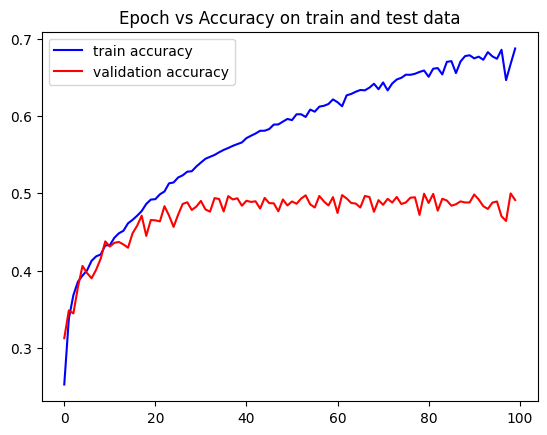 Epoch vs Accuracy on train and test data
train accuracy
validation accuracy
0.7
0.6
0.5
0.4
0.3
0 20 40 60 80 100